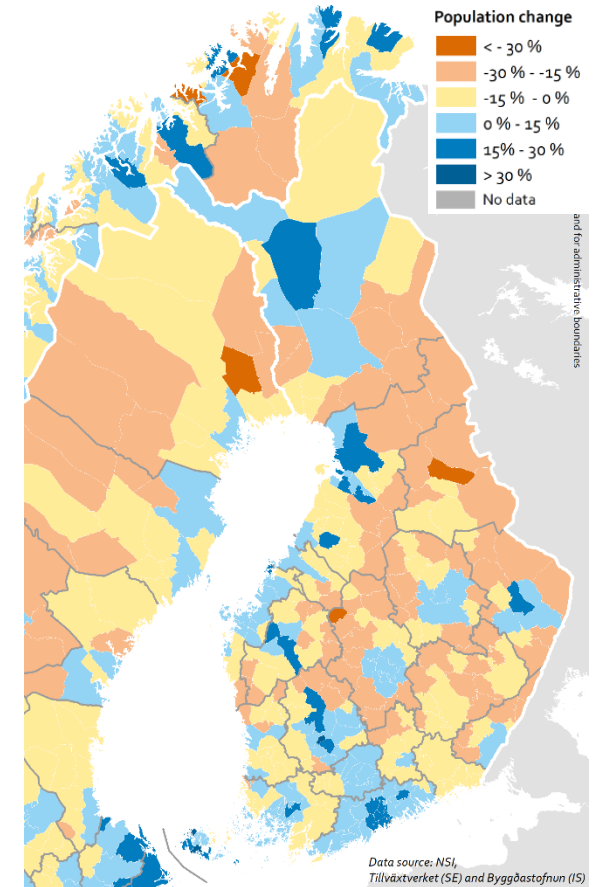 Population change
< - 30 %
-30 % - -15 %
-15 % - 0 %
0 % - 15 %
15% - 30 %
> 30 %
No data
and for administrative boundaries
Data source: NSI,
Tillväxtverket (SE) and Byggðastofnun (IS)